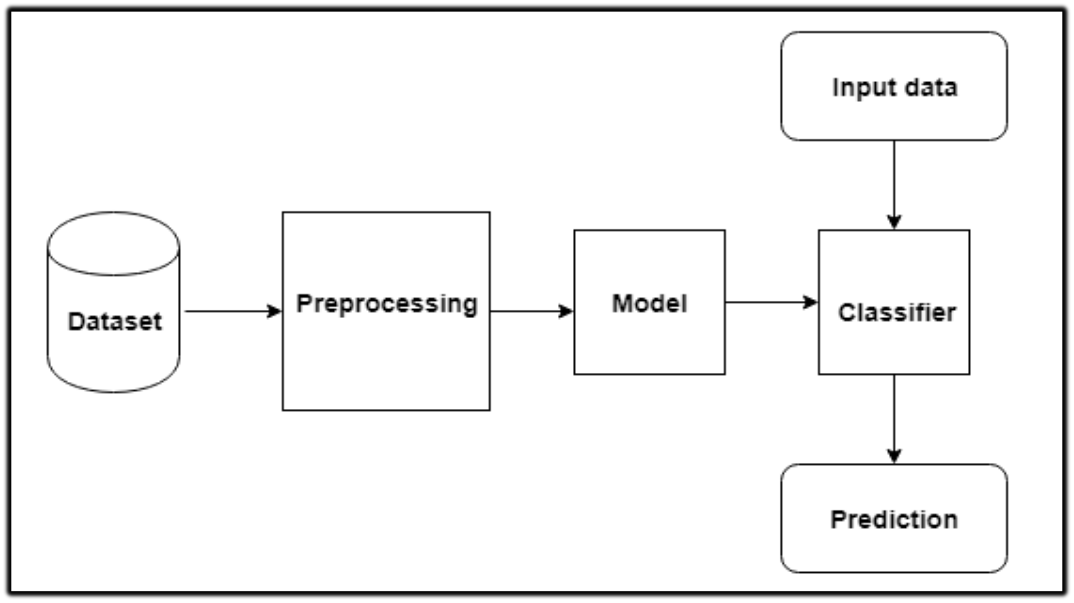 Input data
Dataset
Preprocessing
Model
Classifier
Prediction